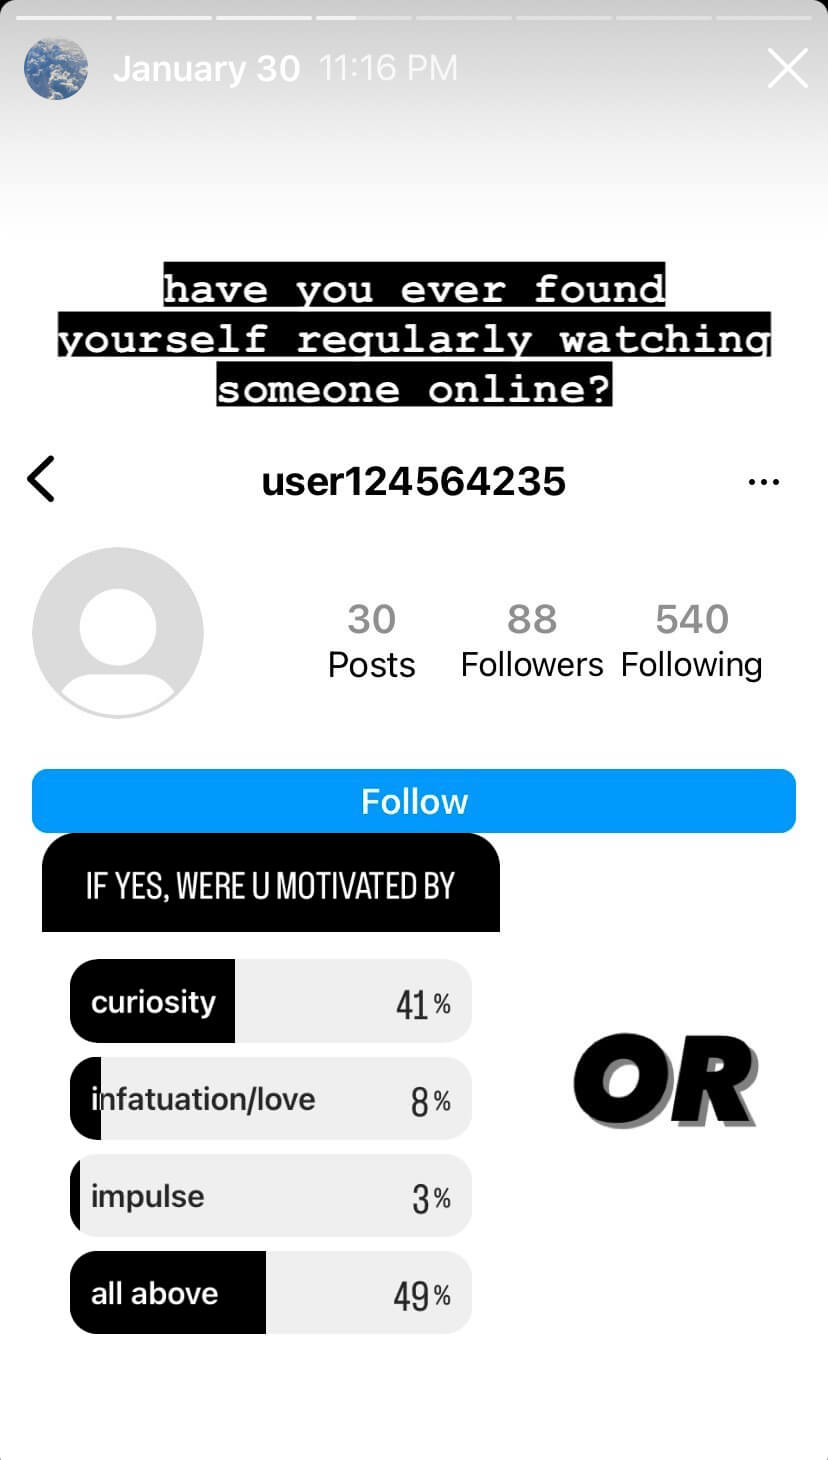 January 30 11:16 PM
have you ever found
yourself regularly watching
someone online?
user124564235
30 88 540
Posts Followers Following
Follow
IF YES, WERE U MOTIVATED BY
curiosity 41%
infatuation/love 8%
OR
impulse 3%
all above 49%